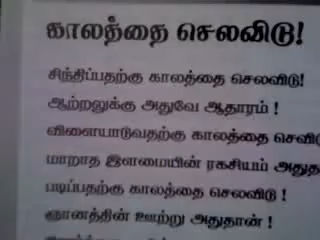 காலத்தை செலவிடு!
சிந்திப்பதற்கு காலத்தை செலவிடு!
ஆற்றலுக்கு அதுவே ஆதாரம் !
விளையாடுவதற்கு காலத்தை செவி
மாறாத இளமையின் ரகசியம் அதுத
படிப்பதற்கு காலத்தை செலவிடு !
ஞானத்தின் ஊற்று அதுதான் !